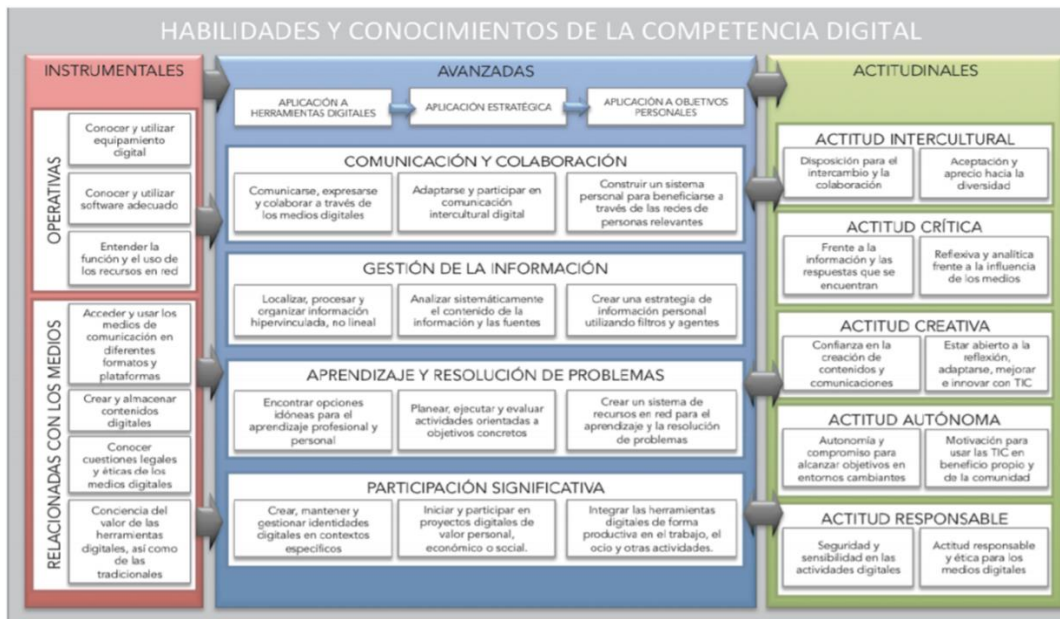 HABILIDADES Y CONOCIMIENTOS DE LA COMPETENCIA DIGITAL
INSTRUMENTALES
OPERATIVAS
Conocer y utilizar
equipamiento
digital
Conocer y utilizar
software adecuado
Entender la
función y el uso de
los recursos en red
RELACIONADAS CON LOS MEDIOS
Acceder y usar los
medios de
comunicación en
diferentes
formatos y
plataformas
Crear y almacenar
contenidos
digitales
Conocer
cuestiones legales
y éticas de los
medios digitales
Conciencia del
valor de las
herramientas
digitales, así como
de las
tradicionales
AVANZADAS
APLICACIÓN A
HERRAMIENTAS DIGITALES
APLICACIÓN ESTRATÉGICA
APLICACIÓN A OBJETIVOS
PERSONALES
COMUNICACIÓN Y COLABORACIÓN
Comunicarse, expresarse
y colaborar a través de
los medios digitales
Adaptarse y participar en
comunicación
intercultural digital
Construir un sistema
personal para beneficiarse a
través de las redes de
personas relevantes
GESTIÓN DE LA INFORMACIÓN
Localizar, procesar y
organizar información
hipervinculada, no lineal
Analizar sistemáticamente
el contenido de la
información y las fuentes
Crear una estrategia de
información personal
utilizando filtros y agentes
APRENDIZAJE Y RESOLUCIÓN DE PROBLEMAS
Encontrar opciones
idóneas para el
aprendizaje profesional y
personal
Planear, ejecutar y evaluar
actividades orientadas a
objetivos concretos
Crear un sistema de
recursos en red para el
aprendizaje y la resolución
de problemas
PARTICIPACIÓN SIGNIFICATIVA
Crear, mantener y
gestionar identidades
digitales en contextos
específicos
Iniciar y participar en
proyectos digitales de
valor personal,
económico o social.
Integrar las herramientas
digitales de forma
productiva en el trabajo, el
ocio y otras actividades.
ACTITUDINALES
ACTITUD INTERCULTURAL
Disposición para el
intercambio y la
colaboración
Aceptación y
aprecio hacia la
diversidad
ACTITUD CRÍTICA
Frente a la
información y las
respuestas que se
encuentran
Reflexiva y analítica
frente a la influencia
de los medios
ACTITUD CREATIVA
Confianza en la
creación de
contenidos y
comunicaciones
Estar abierto a la
reflexión,
adaptarse, mejorar
e innovar con TIC
ACTITUD AUTÓNOMA
Autonomía y
compromiso para
alcanzar objetivos en
entornos cambiantes
Motivación para
usar las TIC en
beneficio propio y
de la comunidad
ACTITUD RESPONSABLE
Seguridad y
sensibilidad en las
actividades digitales
Actitud responsable
y ética para los
medios digitales